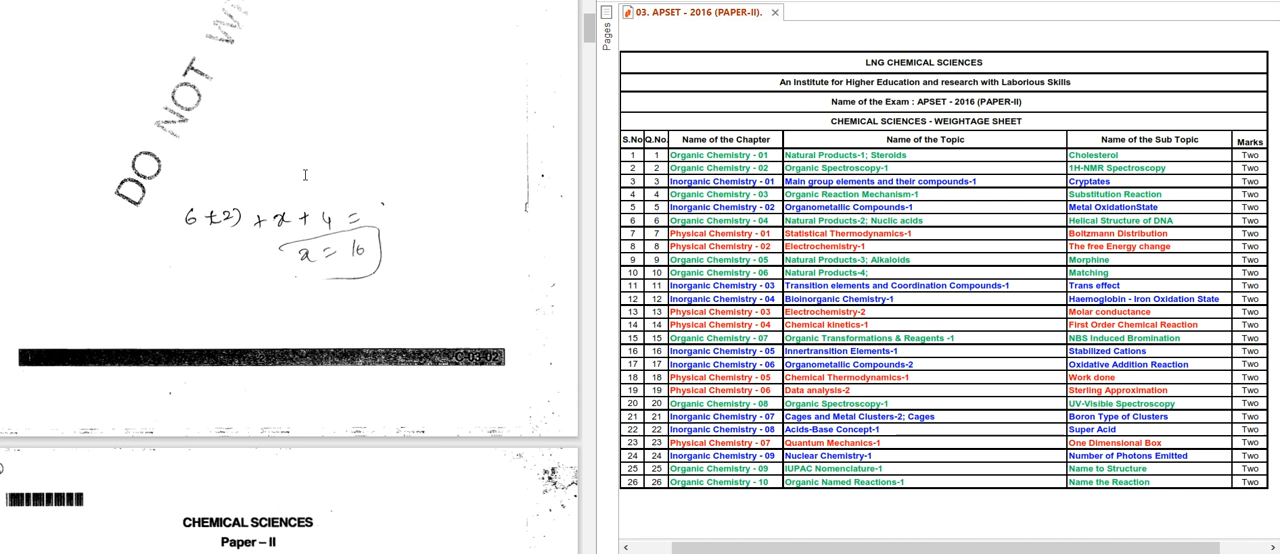 DO NOT W
6 (-2) + x + 4 =
x = 16
C-03-02
CHEMICAL SCIENCES
Paper – II
Pages
03. APSET - 2016 (PAPER-II).
LNG CHEMICAL SCIENCES
An Institute for Higher Education and research with Laborious Skills
Name of the Exam : APSET - 2016 (PAPER-II)
CHEMICAL SCIENCES - WEIGHTAGE SHEET
S.No Q.No. Name of the Chapter Name of the Topic Name of the Sub Topic Marks
1 1 Organic Chemistry - 01 Natural Products-1; Steroids Cholesterol Two
2 2 Organic Chemistry - 02 Organic Spectroscopy-1 1H-NMR Spectroscopy Two
3 3 Inorganic Chemistry - 01 Main group elements and their compounds-1 Cryptates Two
4 4 Organic Chemistry - 03 Organic Reaction Mechanism-1 Substitution Reaction Two
5 5 Inorganic Chemistry - 02 Organometallic Compounds-1 Metal OxidationState Two
6 6 Organic Chemistry - 04 Natural Products-2; Nuclic acids Helical Structure of DNA Two
7 7 Physical Chemistry - 01 Statistical Thermodynamics-1 Boltzmann Distribution Two
8 8 Physical Chemistry - 02 Electrochemistry-1 The free Energy change Two
9 9 Organic Chemistry - 05 Natural Products-3; Alkaloids Morphine Two
10 10 Organic Chemistry - 06 Natural Products-4; Matching Two
11 11 Inorganic Chemistry - 03 Transition elements and Coordination Compounds-1 Trans effect Two
12 12 Inorganic Chemistry - 04 Bioinorganic Chemistry-1 Haemoglobin - Iron Oxidation State Two
13 13 Physical Chemistry - 03 Electrochemistry-2 Molar conductance Two
14 14 Physical Chemistry - 04 Chemical kinetics-1 First Order Chemical Reaction Two
15 15 Organic Chemistry - 07 Organic Transformations & Reagents -1 NBS Induced Bromination Two
16 16 Inorganic Chemistry - 05 Innertransition Elements-1 Stabilized Cations Two
17 17 Inorganic Chemistry - 06 Organometallic Compounds-2 Oxidative Addition Reaction Two
18 18 Physical Chemistry - 05 Chemical Thermodynamics-1 Work done Two
19 19 Physical Chemistry - 06 Data analysis-2 Sterling Approximation Two
20 20 Organic Chemistry - 08 Organic Spectroscopy-1 UV-Visible Spectroscopy Two
21 21 Inorganic Chemistry - 07 Cages and Metal Clusters-2; Cages Boron Type of Clusters Two
22 22 Inorganic Chemistry - 08 Acids-Base Concept-1 Super Acid Two
23 23 Physical Chemistry - 07 Quantum Mechanics-1 One Dimensional Box Two
24 24 Inorganic Chemistry - 09 Nuclear Chemistry-1 Number of Photons Emitted Two
25 25 Organic Chemistry - 09 IUPAC Nomenclature-1 Name to Structure Two
26 26 Organic Chemistry - 10 Organic Named Reactions-1 Name the Reaction Two